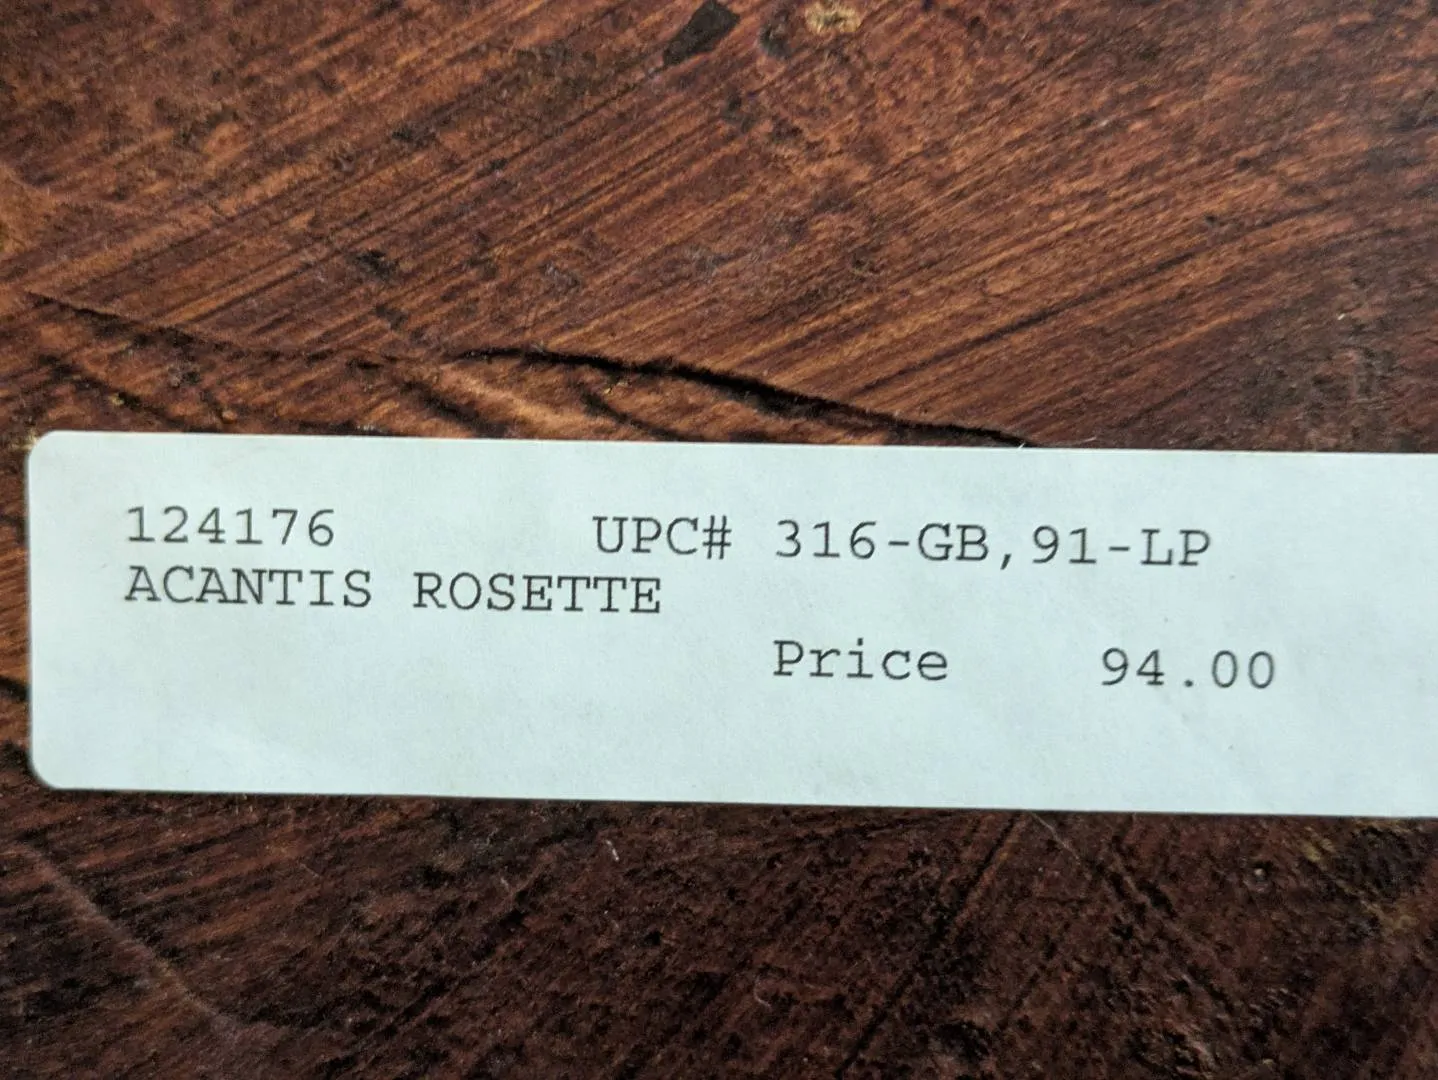 124176 UPC# 316-GB,91-LP
ACANTIS ROSETTE
Price 94.00